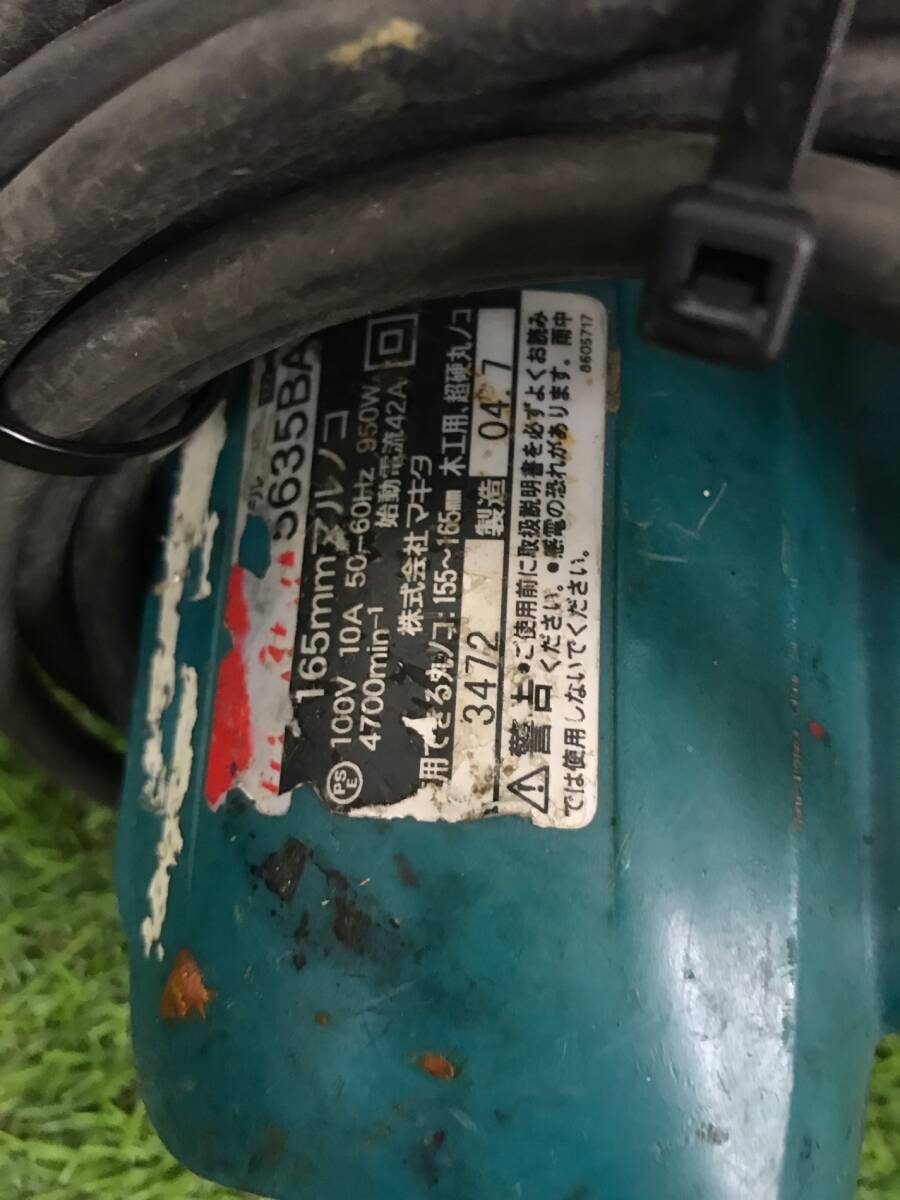 モデル 5635BA
165mmマルノコ
PSE 100V 10A 50-60Hz 950W
4700min⁻¹ 始動電流42A
株式会社マキタ
用できる丸ノコ:155~165mm 木工用、超硬丸ノコ
3472 製造 04.7
警告 ●ご使用前に取扱説明書を必ずよくお読み
ください。●感電の恐れがあります。雨中
では使用しないでください。
8605717